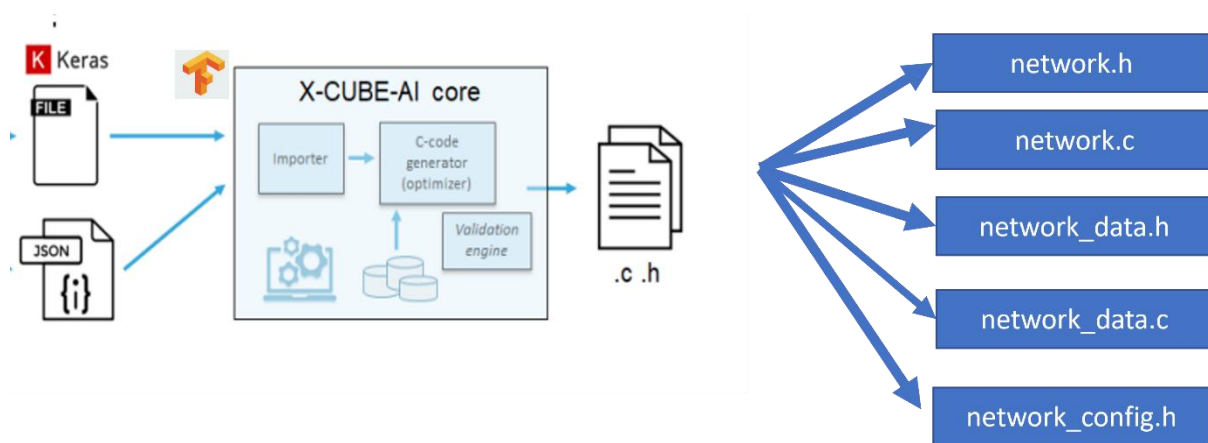 K Keras
FILE
JSON
{i}
X-CUBE-AI core
Importer
C-code
generator
(optimizer)
Validation
engine
.c .h
network.h
network.c
network_data.h
network_data.c
network_config.h